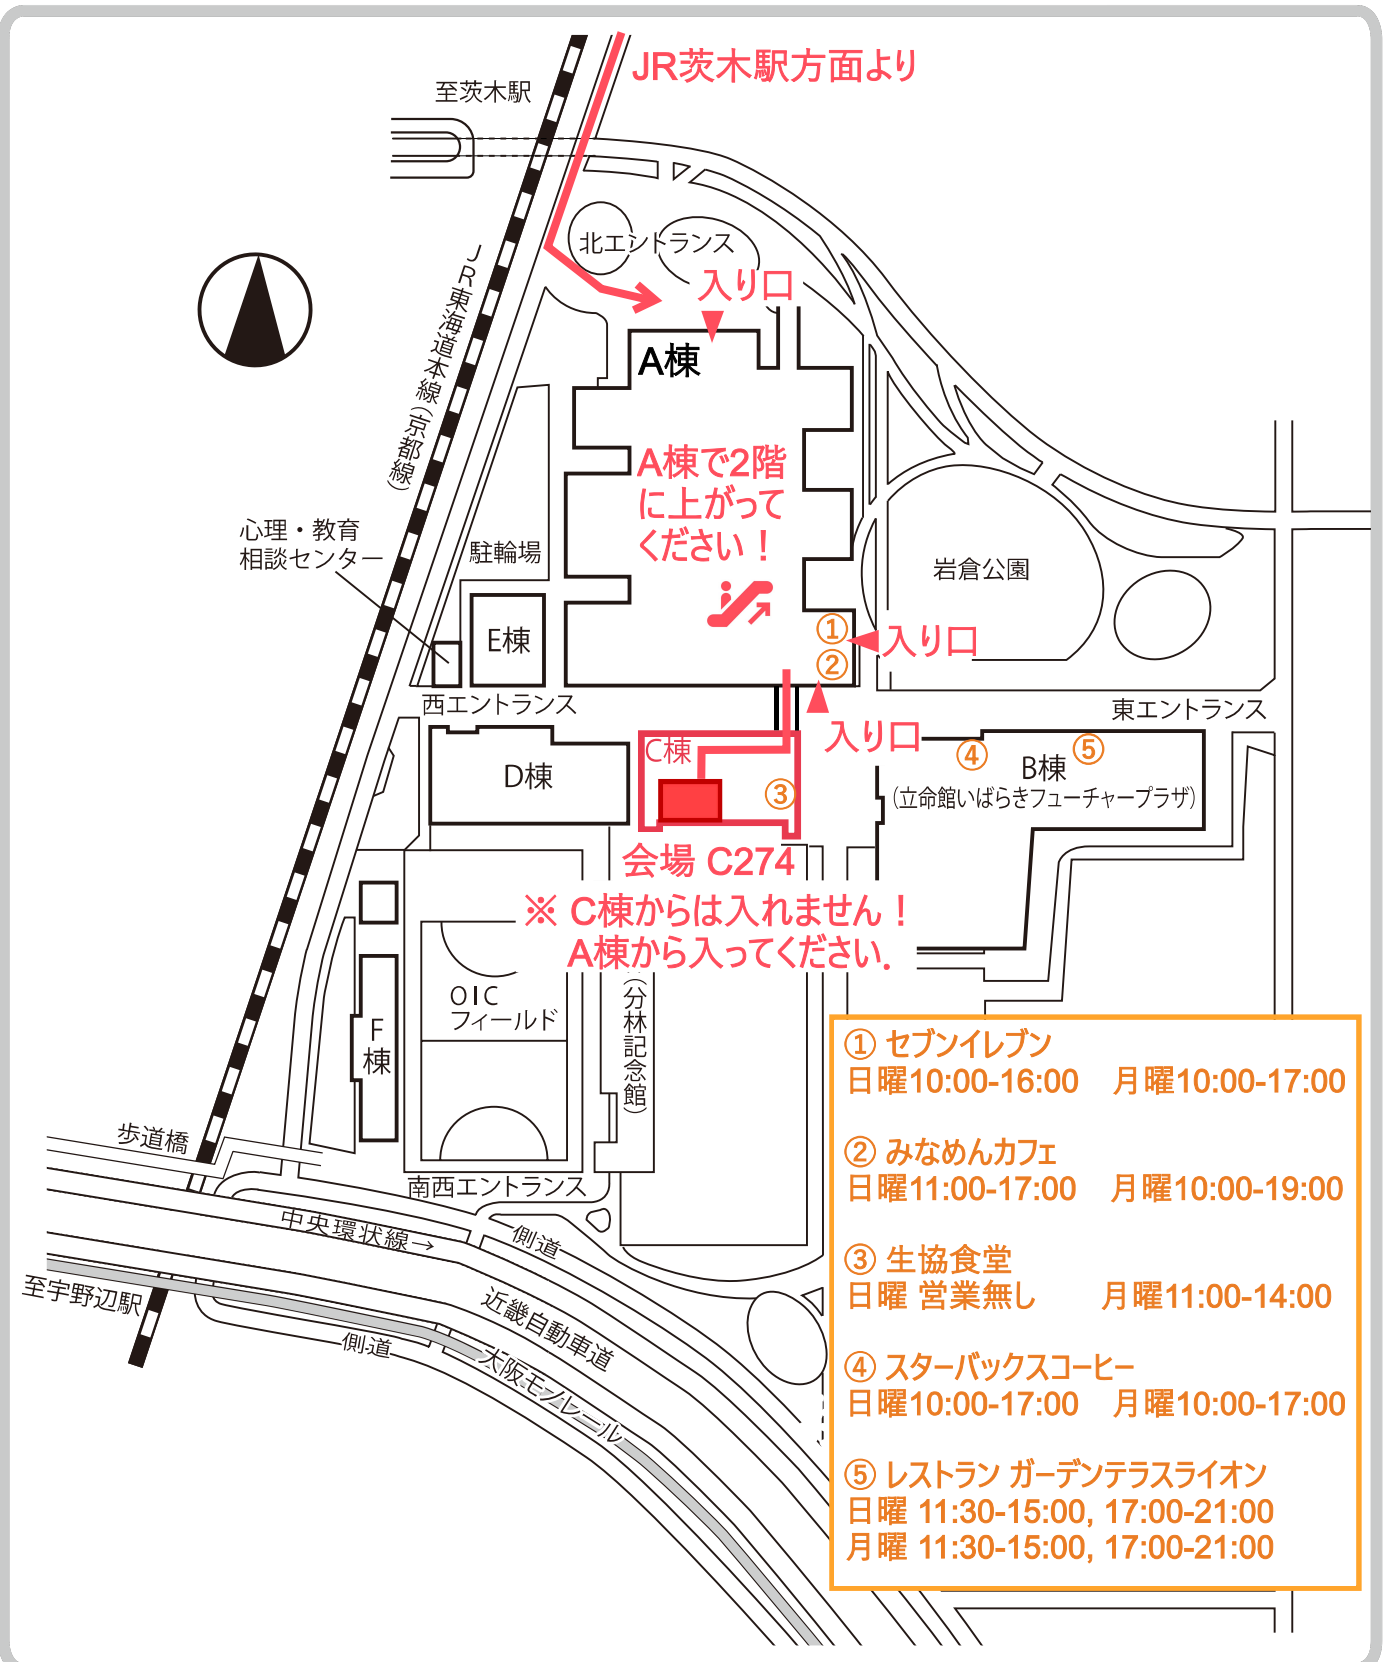 JR茨木駅方面より
至茨木駅
北エントランス
入り口
JR東海道本線(京都線)
A棟
A棟で2階
に上がって
ください！
心理・教育
相談センター
駐輪場
岩倉公園
E棟
①
②
入り口
西エントランス
東エントランス
入り口
C棟
D棟
③
④
⑤
B棟
(立命館いばらきフューチャープラザ)
会場 C274
※ C棟からは入れません！
A棟から入ってください.
OIC
フィールド
(分林記念館)
F棟
① セブンイレブン
日曜10:00-16:00 月曜10:00-17:00
② みなめんカフェ
日曜11:00-17:00 月曜10:00-19:00
③ 生協食堂
日曜 営業無し 月曜11:00-14:00
④ スターバックスコーヒー
日曜10:00-17:00 月曜10:00-17:00
⑤ レストラン ガーデンテラスライオン
日曜 11:30-15:00, 17:00-21:00
月曜 11:30-15:00, 17:00-21:00
歩道橋
南西エントランス
中央環状線→
側道
至宇野辺駅
近畿自動車道
側道
大阪モノレール